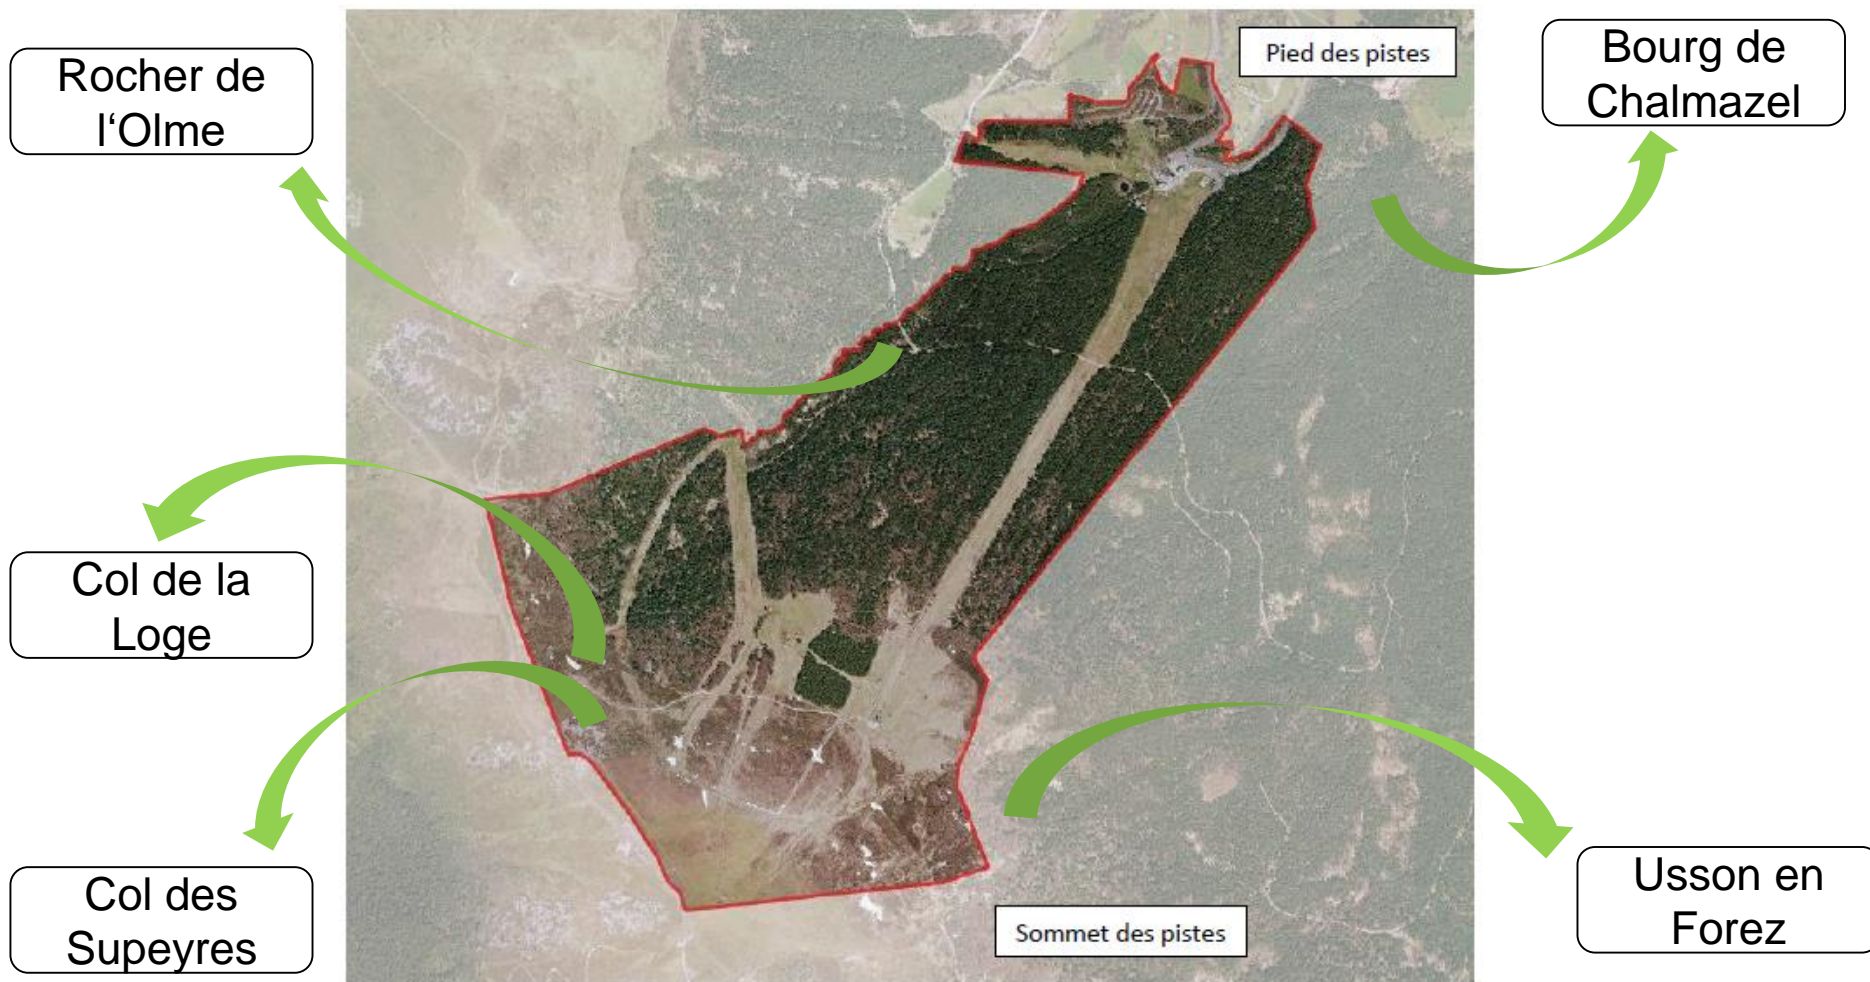 Rocher de
l‘Olme
Pied des pistes
Bourg de
Chalmazel
Col de la
Loge
Col des
Supeyres
Sommet des pistes
Usson en
Forez